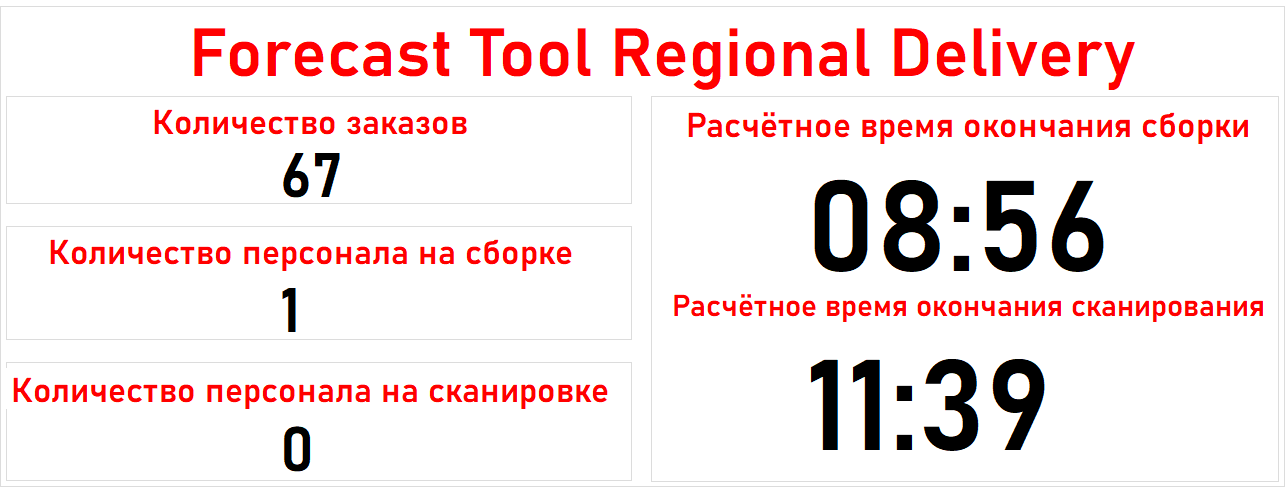 Forecast Tool Regional Delivery
Количество заказов
67
Количество персонала на сборке
1
Количество персонала на сканировке
0
Расчётное время окончания сборки
08:56
Расчётное время окончания сканирования
11:39